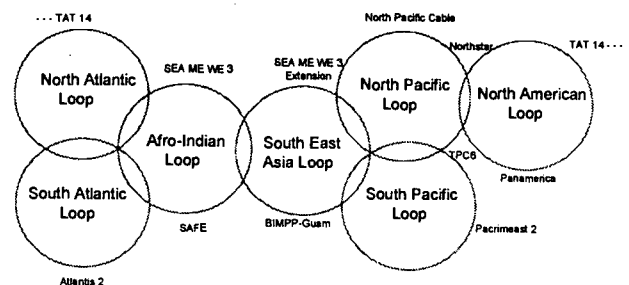 - - - TAT 14
North Pacific Cable
Northstar
TAT 14 - - -
SEA ME WE 3
SEA ME WE 3
Extension
North Atlantic
Loop
North Pacific
Loop
North American
Loop
Afro-Indian
Loop
South East
Asia Loop
TPC6
Panamerica
South Atlantic
Loop
South Pacific
Loop
SAFE
BIMPP-Guam
Pacrimeast 2
Atlantis 2